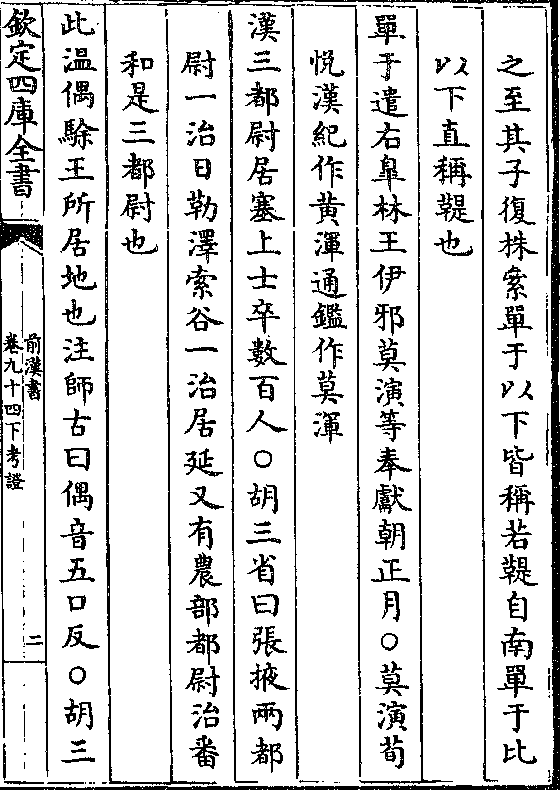 之至其子復株絫單于以下皆稱若鞮自南單于比
以下直稱鞮也
單于遣右皐林王伊邪莫演等奉獻朝正月○莫演荀
悅漢紀作黃渾通鑑作莫渾
漢三都尉居塞上士卒數百人○胡三省曰張掖兩都
尉一治日勒澤索谷一治居延又有農部都尉治番
和是三都尉也
此温偶駼王所居地也注師古曰偶音五口反○胡三
欽定四庫全書
前漢書
卷九十四下考證
二